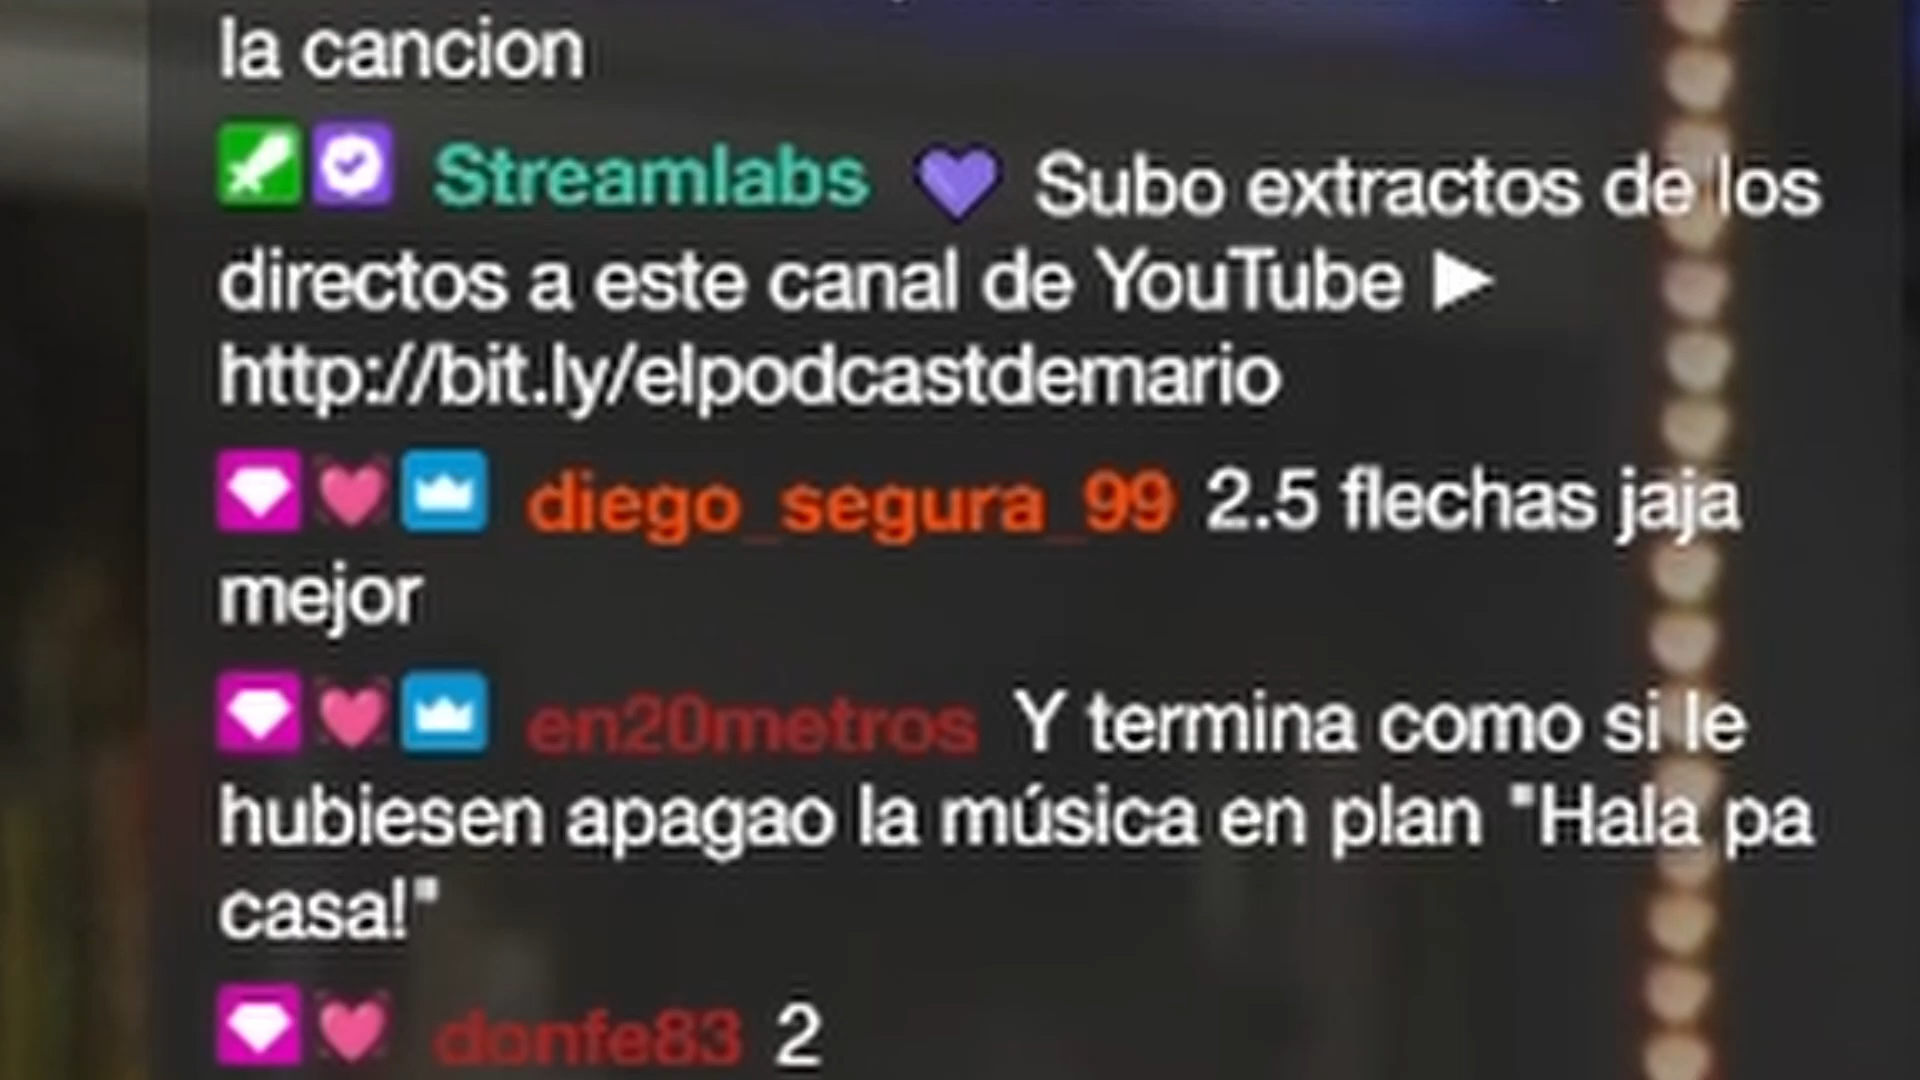 la cancion
Streamlabs 💜 Subo extractos de los
directos a este canal de YouTube ►
http://bit.ly/elpodcastdemario
diego_segura_99 2.5 flechas jaja
mejor
en20metros Y termina como si le
hubiesen apagao la música en plan "Hala pa
casa!"
donfe83 2